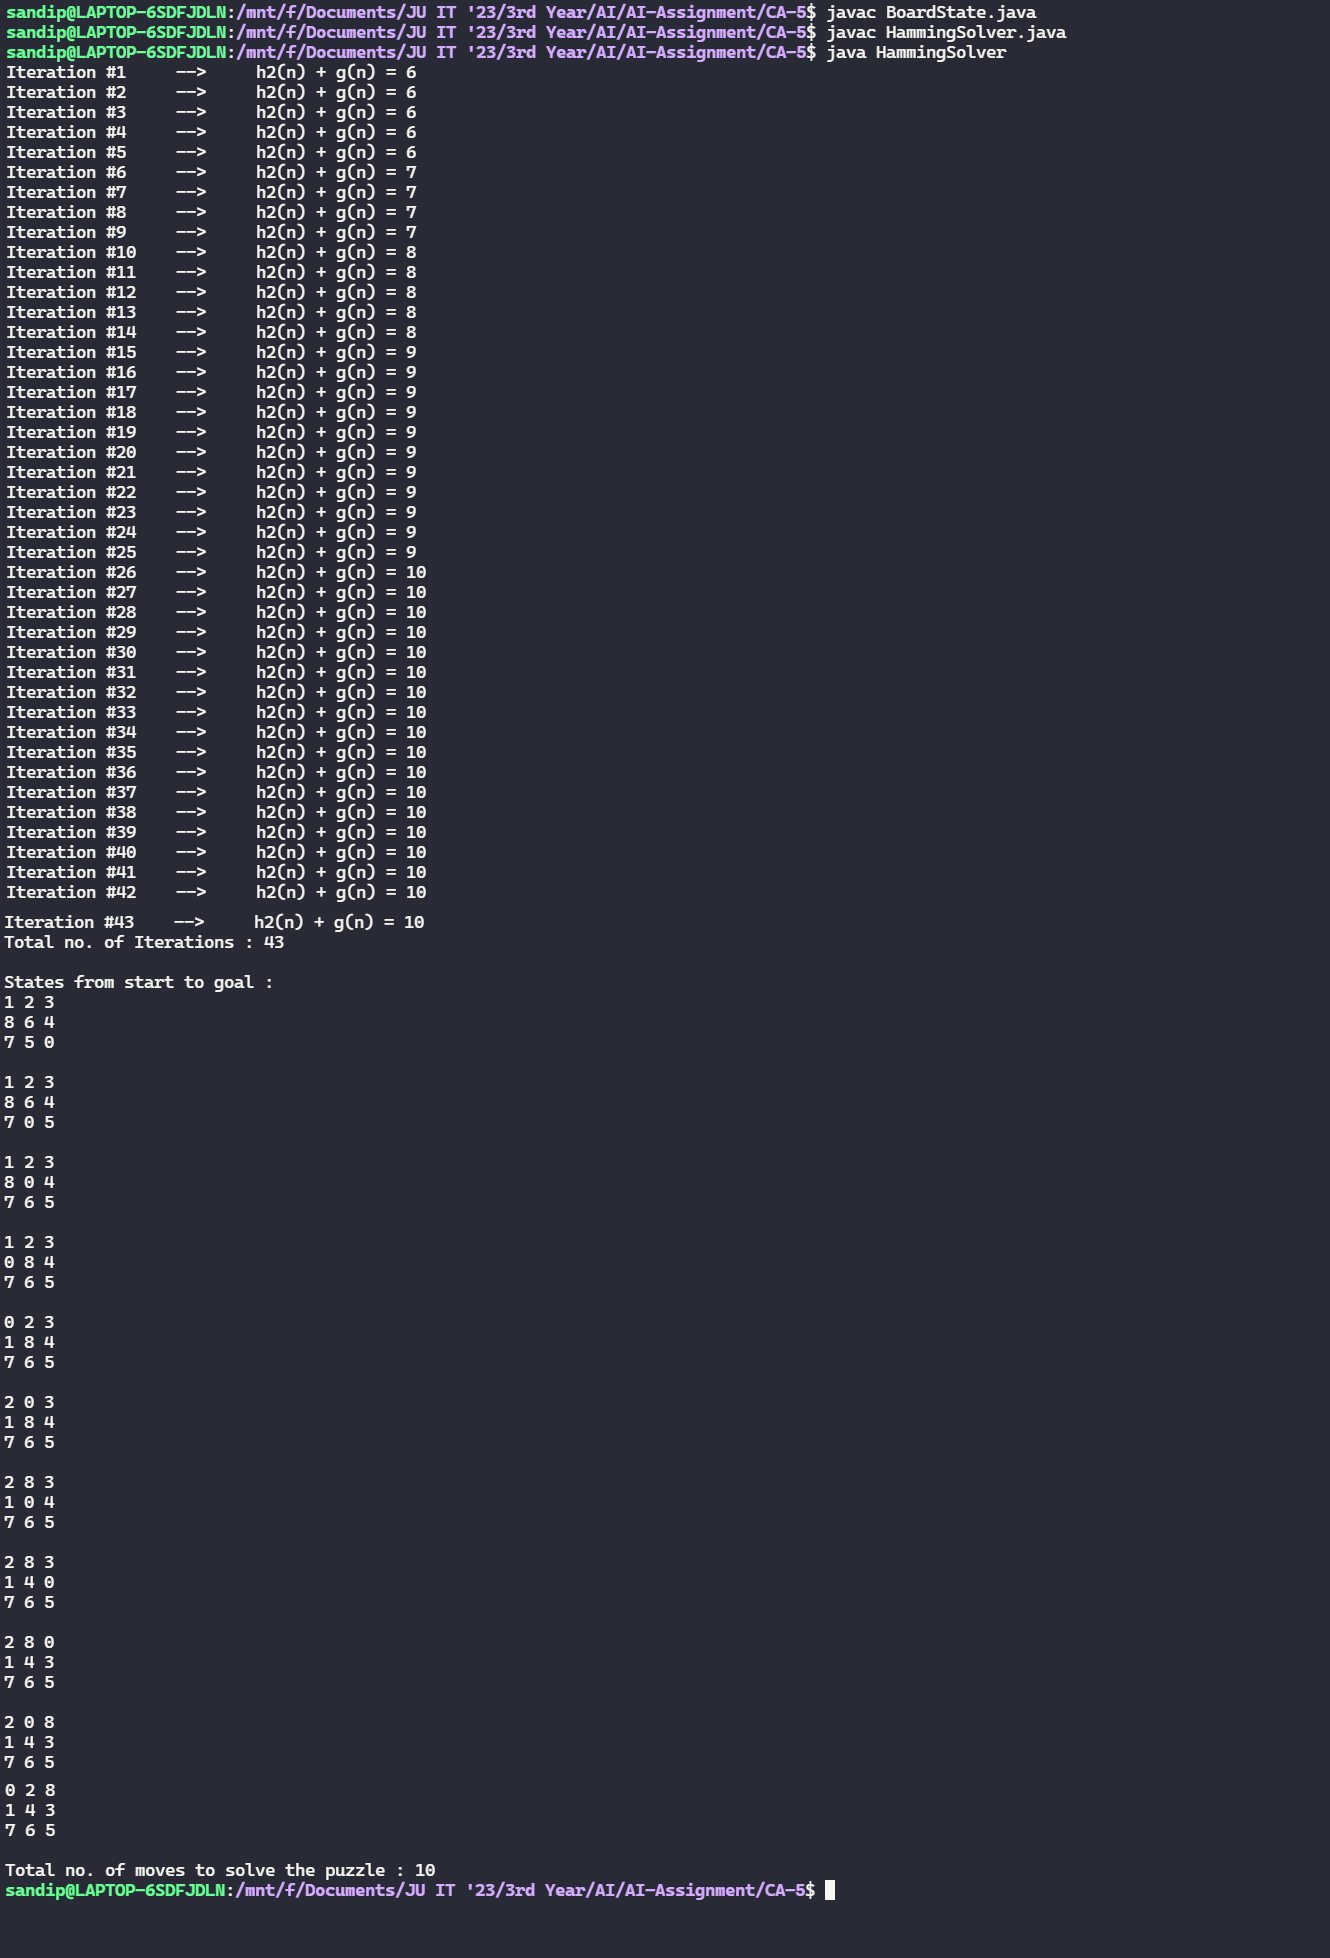 sandip@LAPTOP-6SDFJDLN:/mnt/f/Documents/JU IT '23/3rd Year/AI/AI-Assignment/CA-5$ javac BoardState.java
sandip@LAPTOP-6SDFJDLN:/mnt/f/Documents/JU IT '23/3rd Year/AI/AI-Assignment/CA-5$ javac HammingSolver.java
sandip@LAPTOP-6SDFJDLN:/mnt/f/Documents/JU IT '23/3rd Year/AI/AI-Assignment/CA-5$ java HammingSolver
Iteration #1 --> h2(n) + g(n) = 6
Iteration #2 --> h2(n) + g(n) = 6
Iteration #3 --> h2(n) + g(n) = 6
Iteration #4 --> h2(n) + g(n) = 6
Iteration #5 --> h2(n) + g(n) = 6
Iteration #6 --> h2(n) + g(n) = 7
Iteration #7 --> h2(n) + g(n) = 7
Iteration #8 --> h2(n) + g(n) = 7
Iteration #9 --> h2(n) + g(n) = 7
Iteration #10 --> h2(n) + g(n) = 8
Iteration #11 --> h2(n) + g(n) = 8
Iteration #12 --> h2(n) + g(n) = 8
Iteration #13 --> h2(n) + g(n) = 8
Iteration #14 --> h2(n) + g(n) = 8
Iteration #15 --> h2(n) + g(n) = 9
Iteration #16 --> h2(n) + g(n) = 9
Iteration #17 --> h2(n) + g(n) = 9
Iteration #18 --> h2(n) + g(n) = 9
Iteration #19 --> h2(n) + g(n) = 9
Iteration #20 --> h2(n) + g(n) = 9
Iteration #21 --> h2(n) + g(n) = 9
Iteration #22 --> h2(n) + g(n) = 9
Iteration #23 --> h2(n) + g(n) = 9
Iteration #24 --> h2(n) + g(n) = 9
Iteration #25 --> h2(n) + g(n) = 9
Iteration #26 --> h2(n) + g(n) = 10
Iteration #27 --> h2(n) + g(n) = 10
Iteration #28 --> h2(n) + g(n) = 10
Iteration #29 --> h2(n) + g(n) = 10
Iteration #30 --> h2(n) + g(n) = 10
Iteration #31 --> h2(n) + g(n) = 10
Iteration #32 --> h2(n) + g(n) = 10
Iteration #33 --> h2(n) + g(n) = 10
Iteration #34 --> h2(n) + g(n) = 10
Iteration #35 --> h2(n) + g(n) = 10
Iteration #36 --> h2(n) + g(n) = 10
Iteration #37 --> h2(n) + g(n) = 10
Iteration #38 --> h2(n) + g(n) = 10
Iteration #39 --> h2(n) + g(n) = 10
Iteration #40 --> h2(n) + g(n) = 10
Iteration #41 --> h2(n) + g(n) = 10
Iteration #42 --> h2(n) + g(n) = 10
Iteration #43 --> h2(n) + g(n) = 10
Total no. of Iterations : 43

States from start to goal :
1 2 3
8 6 4
7 5 0

1 2 3
8 6 4
7 0 5

1 2 3
8 0 4
7 6 5

1 2 3
0 8 4
7 6 5

0 2 3
1 8 4
7 6 5

2 0 3
1 8 4
7 6 5

2 8 3
1 0 4
7 6 5

2 8 3
1 4 0
7 6 5

2 8 0
1 4 3
7 6 5

2 0 8
1 4 3
7 6 5
0 2 8
1 4 3
7 6 5

Total no. of moves to solve the puzzle : 10
sandip@LAPTOP-6SDFJDLN:/mnt/f/Documents/JU IT '23/3rd Year/AI/AI-Assignment/CA-5$